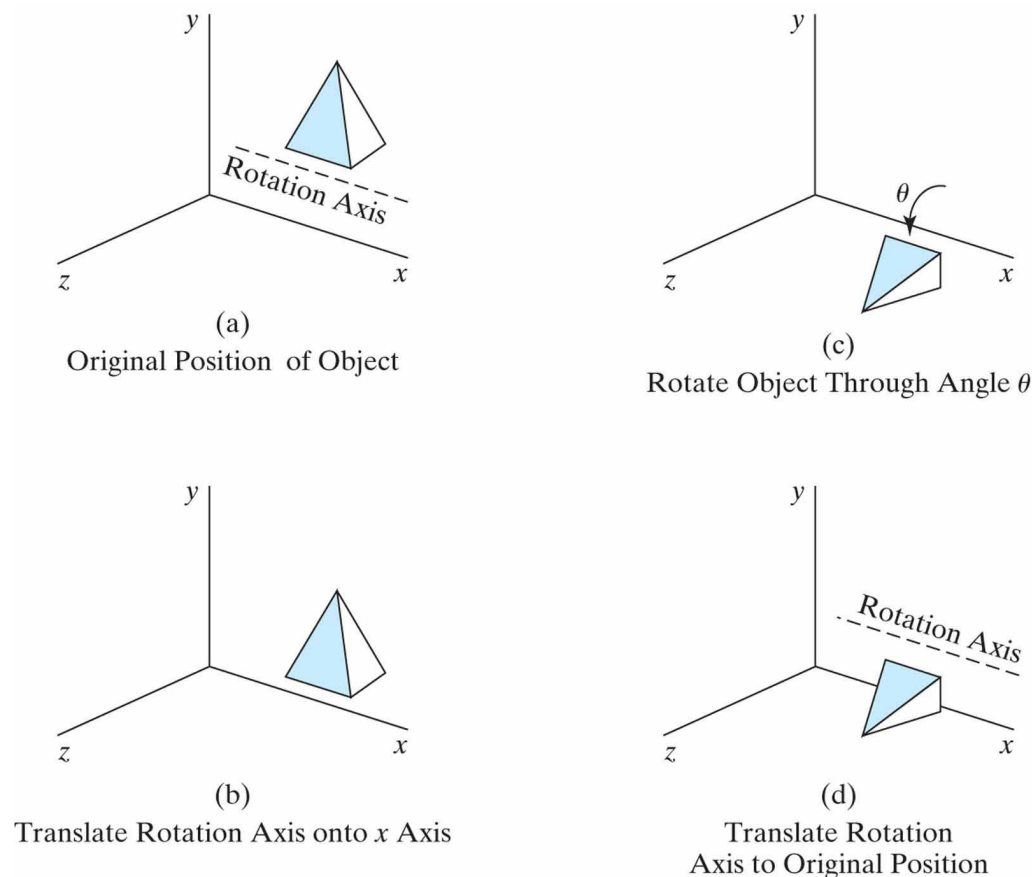 y
Rotation Axis
x
z
(a)
Original Position of Object
y
x
z
(b)
Translate Rotation Axis onto x Axis
y
θ
x
z
(c)
Rotate Object Through Angle θ
y
Rotation Axis
x
z
(d)
Translate Rotation
Axis to Original Position